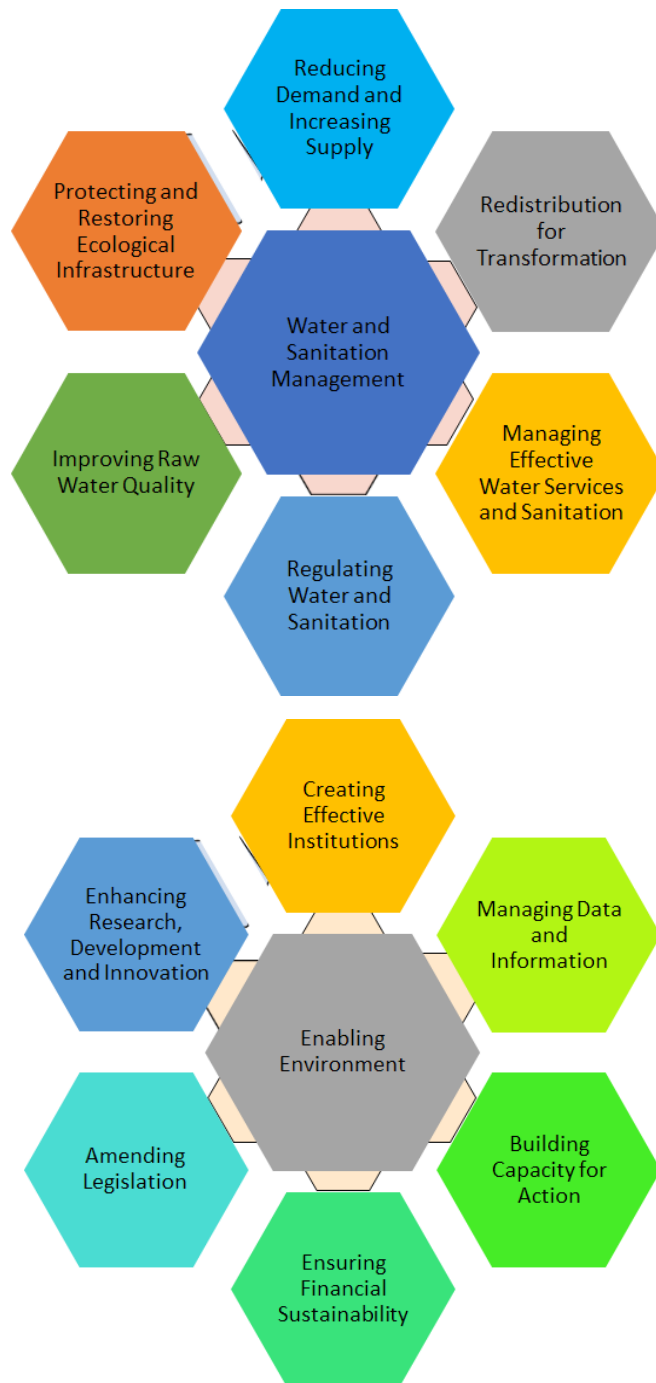 Reducing
Demand and
Increasing
Supply
Protecting and
Restoring
Ecological
Infrastructure
Redistribution
for
Transformation
Water and
Sanitation
Management
Improving Raw
Water Quality
Managing
Effective
Water Services
and Sanitation
Regulating
Water and
Sanitation
Creating
Effective
Institutions
Enhancing
Research,
Development
and Innovation
Managing Data
and
Information
Enabling
Environment
Amending
Legislation
Building
Capacity for
Action
Ensuring
Financial
Sustainability